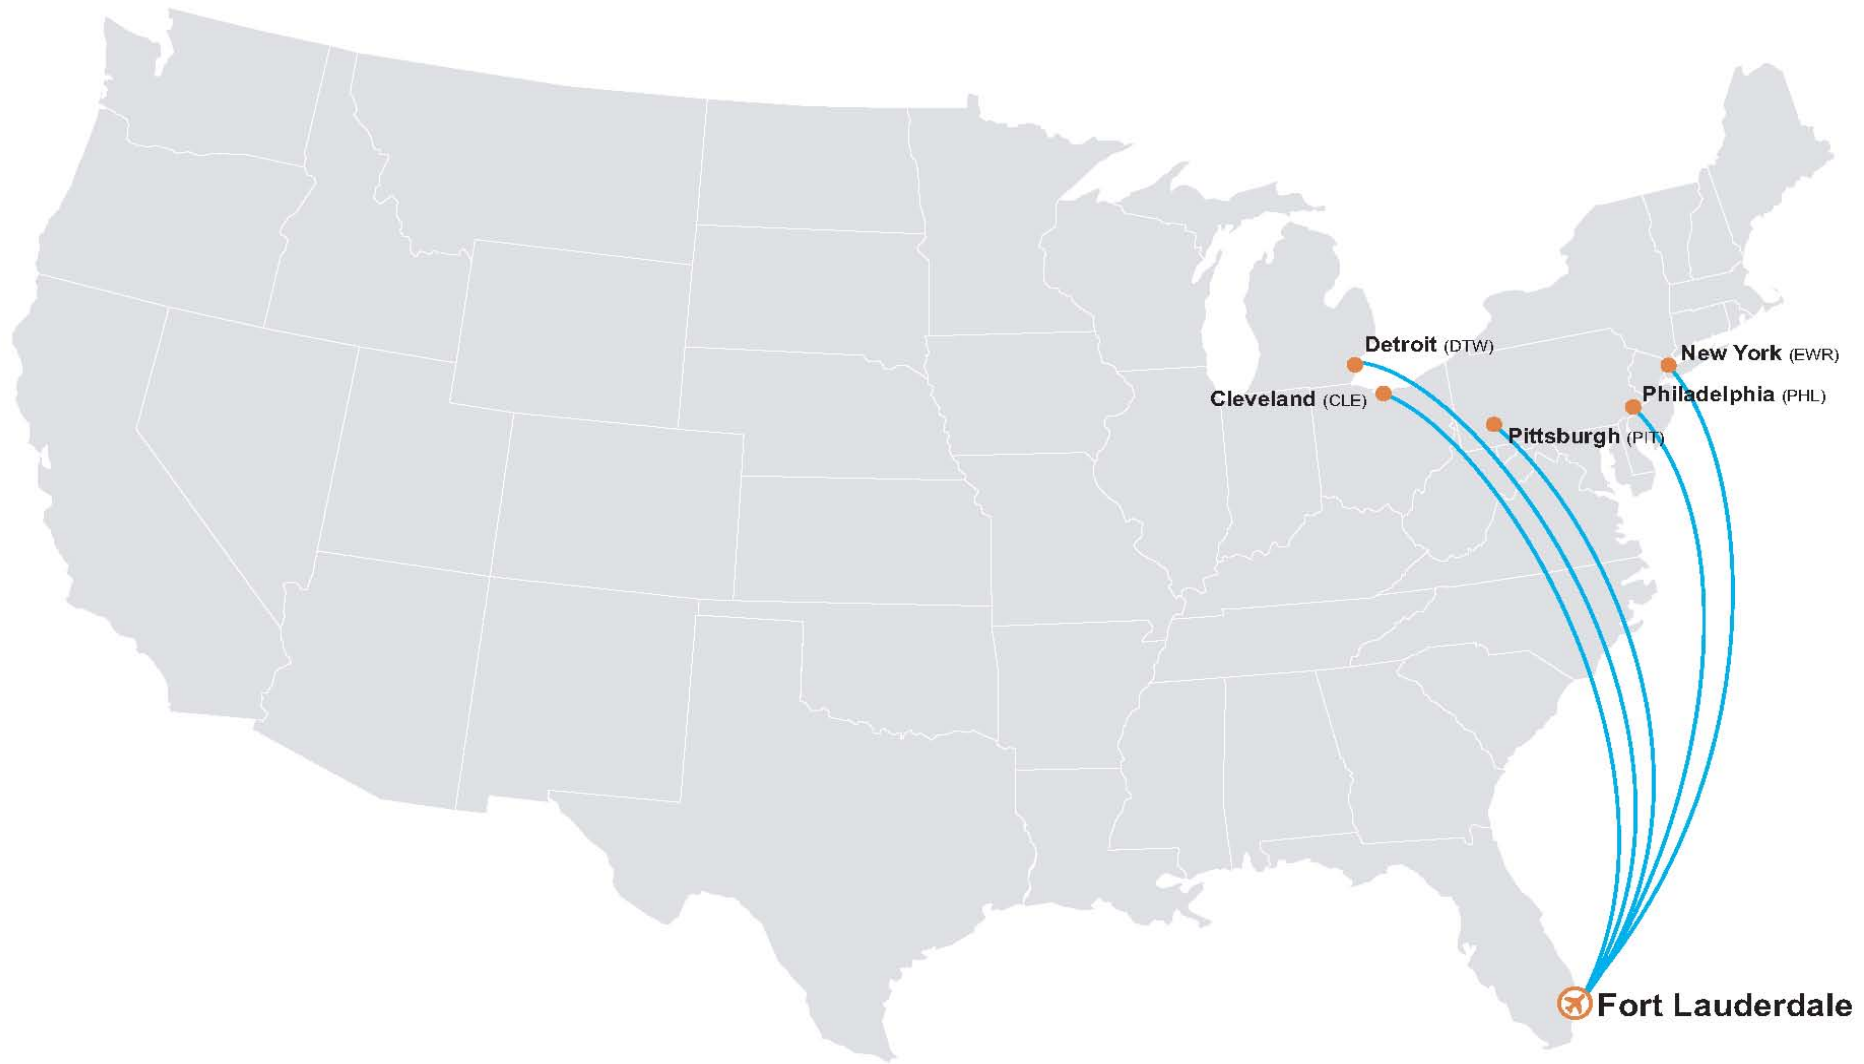 Detroit (DTW)
New York (EWR)
Cleveland (CLE)
Philadelphia (PHL)
Pittsburgh (PIT)
Fort Lauderdale